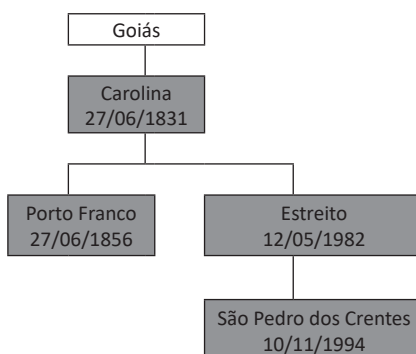 Goiás
Carolina
27/06/1831
Porto Franco
27/06/1856
Estreito
12/05/1982
São Pedro dos Crentes
10/11/1994